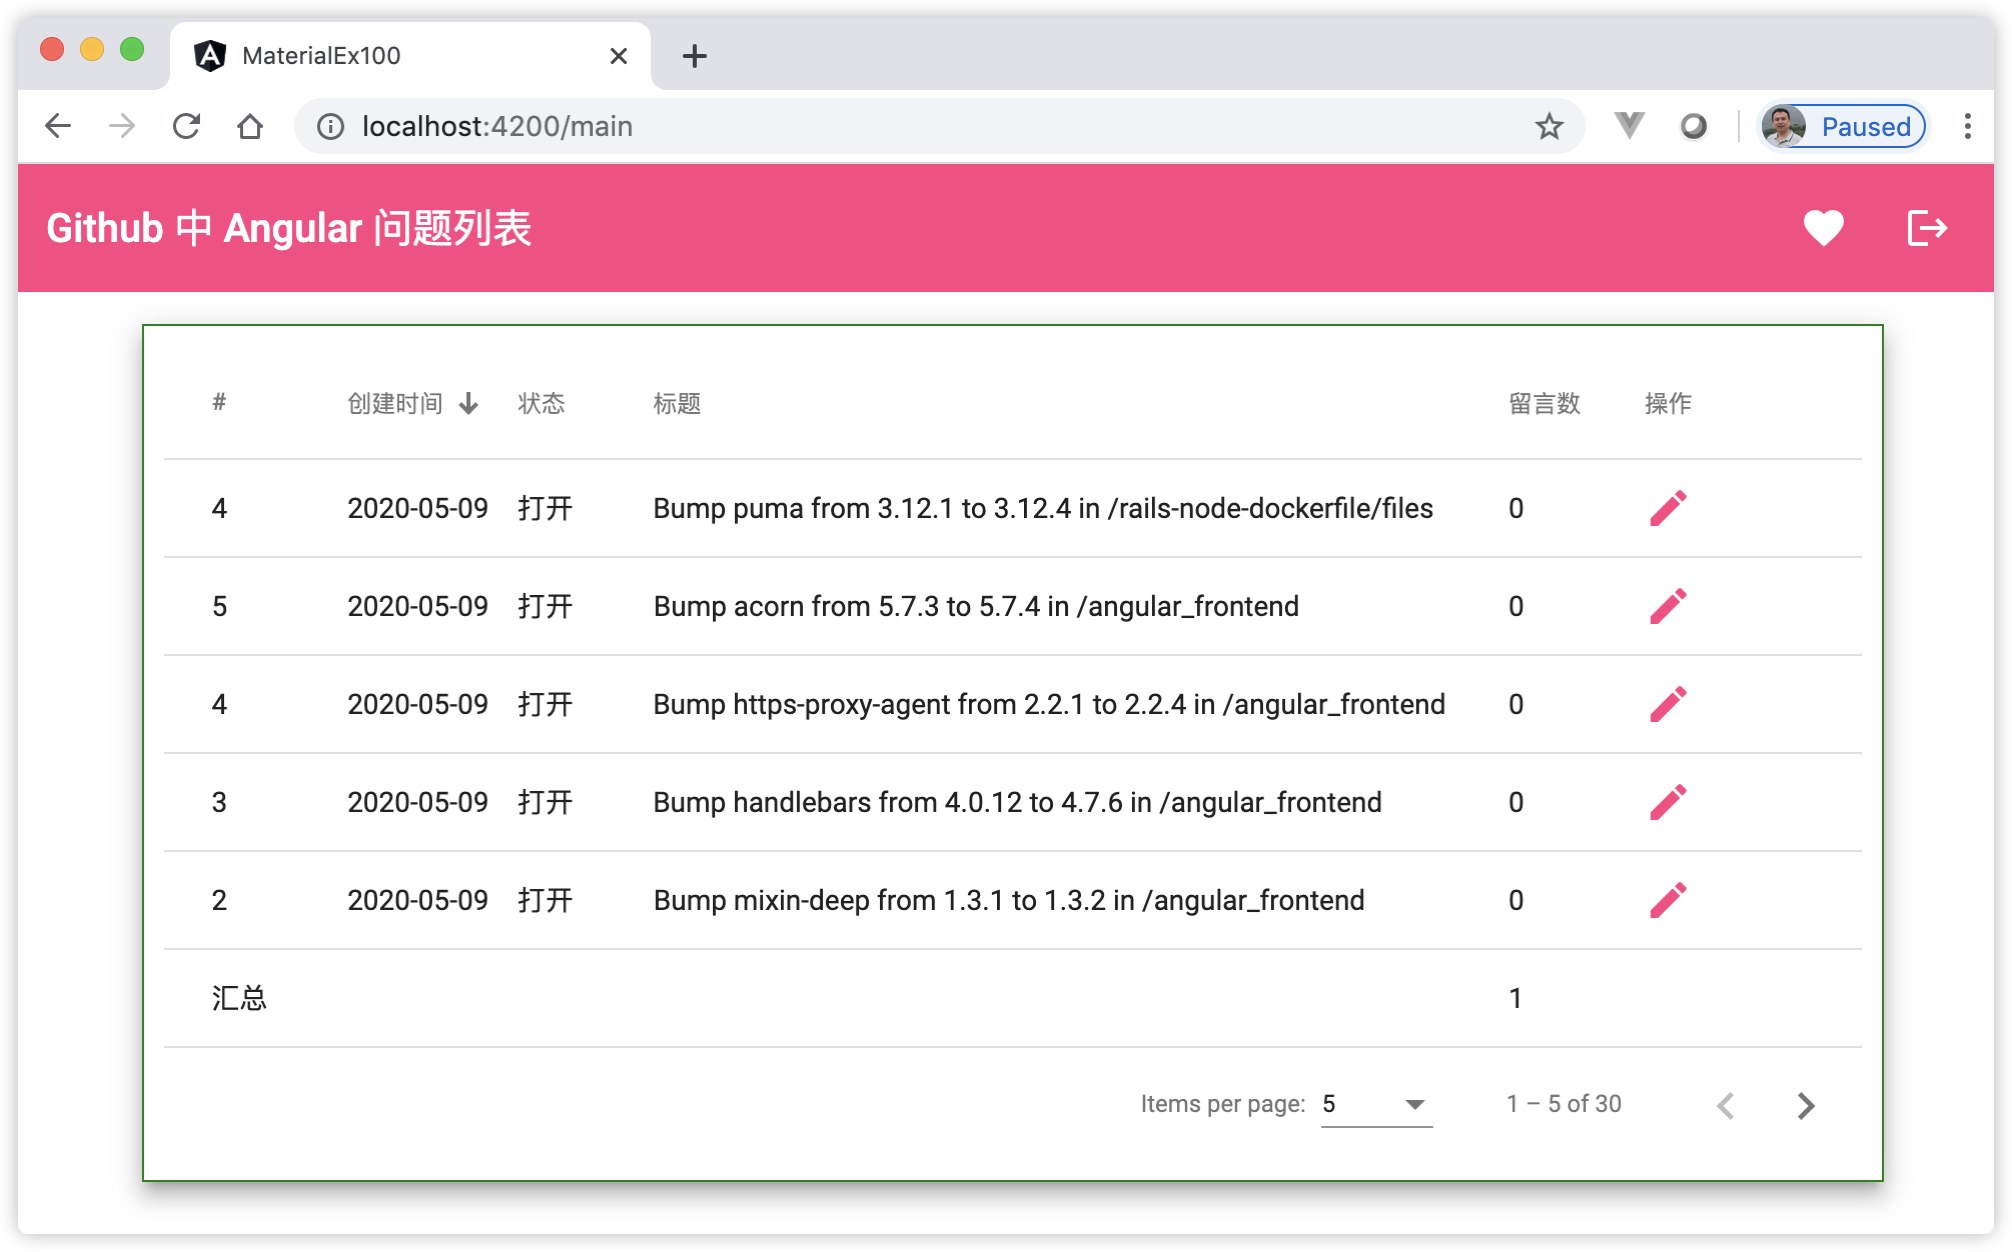 MaterialEx100
localhost:4200/main
Paused
Github 中 Angular 问题列表
# 创建时间 状态 标题 留言数 操作
4 2020-05-09 打开 Bump puma from 3.12.1 to 3.12.4 in /rails-node-dockerfile/files 0
5 2020-05-09 打开 Bump acorn from 5.7.3 to 5.7.4 in /angular_frontend 0
4 2020-05-09 打开 Bump https-proxy-agent from 2.2.1 to 2.2.4 in /angular_frontend 0
3 2020-05-09 打开 Bump handlebars from 4.0.12 to 4.7.6 in /angular_frontend 0
2 2020-05-09 打开 Bump mixin-deep from 1.3.1 to 1.3.2 in /angular_frontend 0
汇总 1
Items per page: 5 1 – 5 of 30